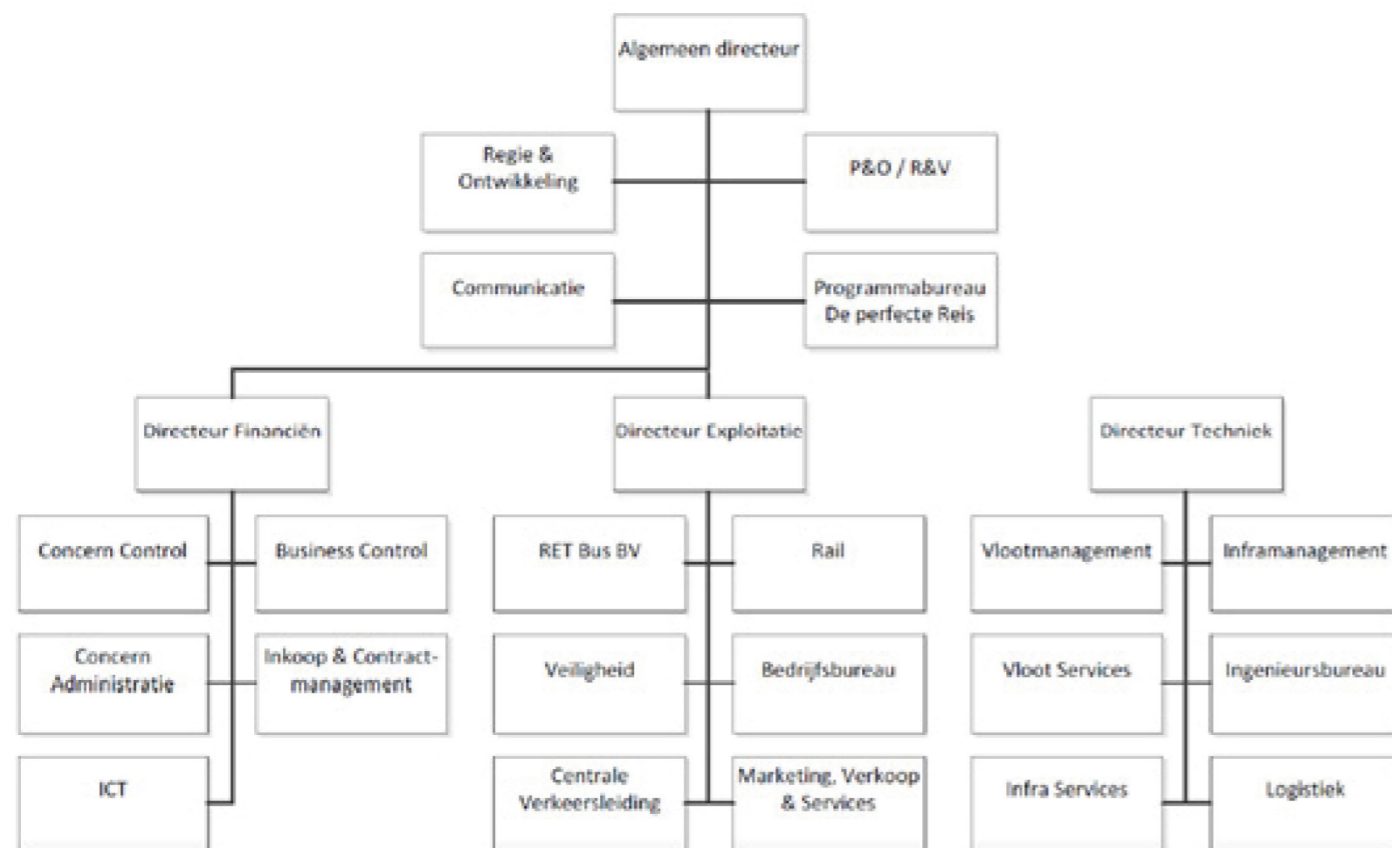 Algemeen directeur
Regie &
Ontwikkeling
P&O / R&V
Communicatie
Programmabureau
De perfecte Reis
Directeur Financiën
Directeur Exploitatie
Directeur Techniek
Concern Control
Business Control
RET Bus BV
Rail
Vlootmanagement
Inframanagement
Concern
Administratie
Inkoop & Contract-
management
Veiligheid
Bedrijfsbureau
Vloot Services
Ingenieursbureau
ICT
Centrale
Verkeersleiding
Marketing, Verkoop
& Services
Infra Services
Logistiek